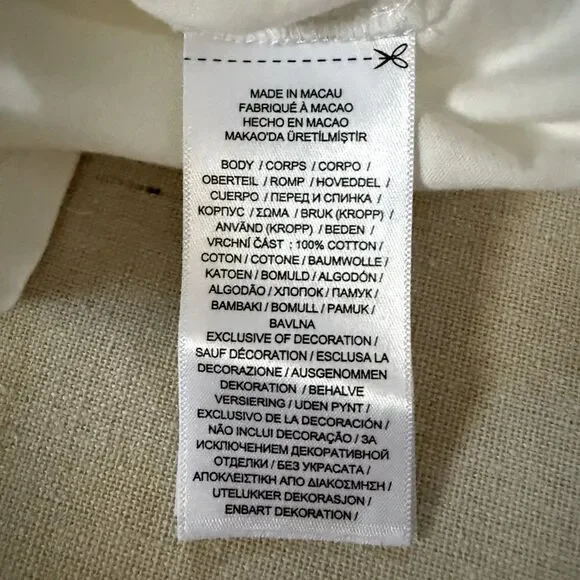 MADE IN MACAU
FABRIQUÉ À MACAO
HECHO EN MACAO
MAKAO'DA ÜRETİLMİŞTİR
BODY / CORPS / CORPO /
OBERTEIL / ROMP / HOVEDDEL /
CUERPO / ПЕРЕД И СПИНКА /
КОРПУС / ΣΩΜΑ / BRUK (KROPP) /
ANVÄND (KROPP) / BEDEN /
VRCHNÍ ČÁST : 100% COTTON /
COTON / COTONE / BAUMWOLLE /
KATOEN / BOMULD / ALGODÓN /
ALGODÃO / ХЛОПОК / ПАМУК /
ΒΑΜΒΑΚΙ / BOMULL / PAMUK /
BAVLNA
EXCLUSIVE OF DECORATION /
SAUF DÉCORATION / ESCLUSA LA
DECORAZIONE / AUSGENOMMEN
DEKORATION / BEHALVE
VERSIERING / UDEN PYNT /
EXCLUSIVO DE LA DECORACIÓN /
NÃO INCLUI DECORAÇÃO / ЗА
ИСКЛЮЧЕНИЕМ ДЕКОРАТИВНОЙ
ОТДЕЛКИ / БЕЗ УКРАСАТА /
ΑΠΟΚΛΕΙΣΤΙΚΗ ΑΠΟ ΔΙΑΚΟΣΜΗΣΗ /
UTELUKKER DEKORASJON /
ENBART DEKORATION /